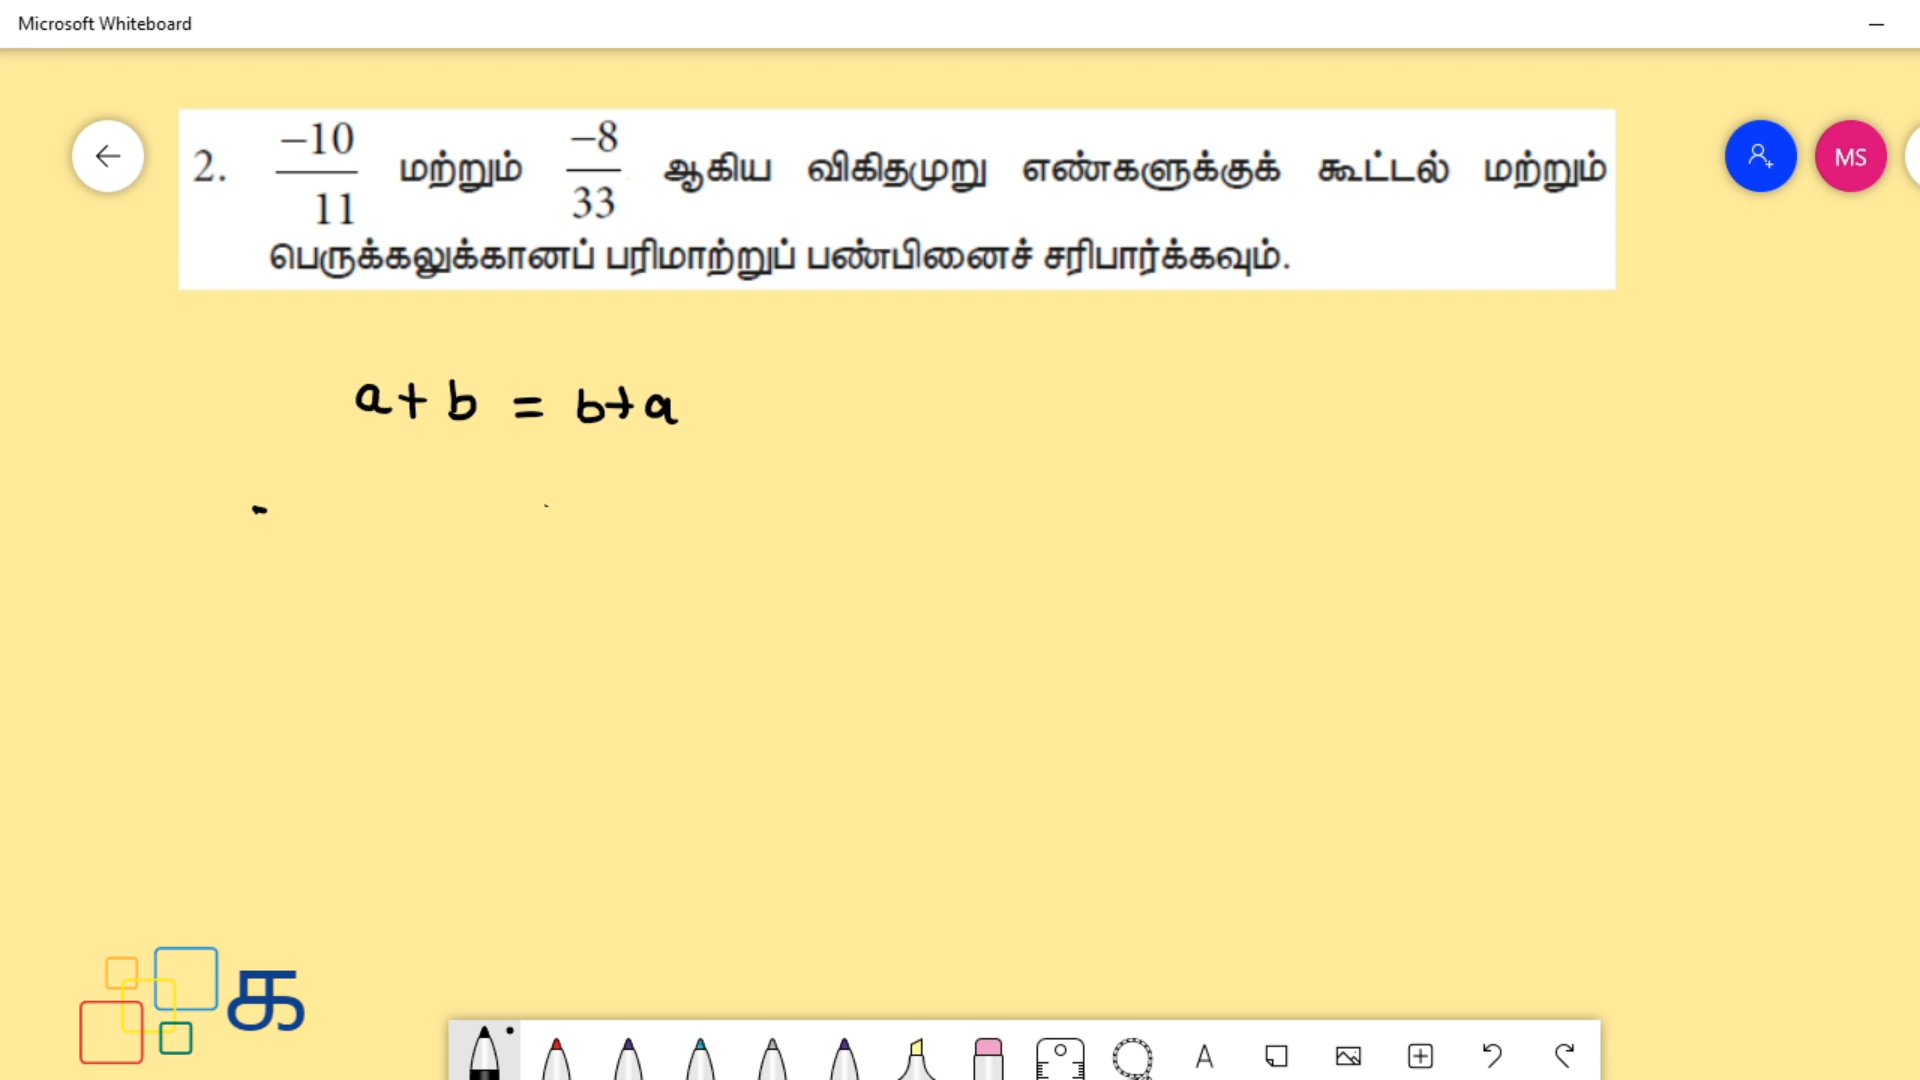 Microsoft Whiteboard
2. -10/11 மற்றும் -8/33 ஆகிய விகிதமுறு எண்களுக்குக் கூட்டல் மற்றும்
பெருக்கலுக்கானப் பரிமாற்றுப் பண்பினைச் சரிபார்க்கவும்.
MS
a + b = b + a
க
A